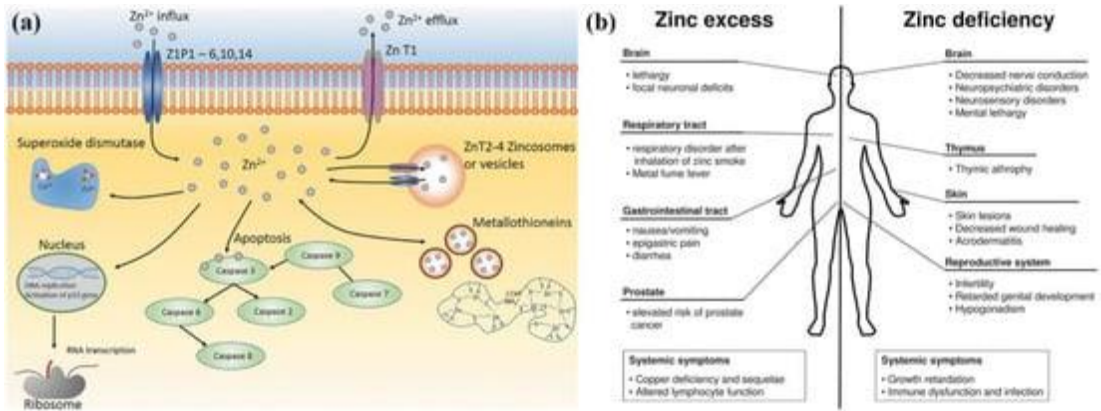 (a)
Zn2+ influx
Zn2+ efflux
Z1P1 – 6,10,14
Zn T1
Superoxide dismutase
Zn2+
ZnT2-4 Zincosomes
or vesicles
Metallothioneins
Nucleus
DNA replication
Activation of p53 gene
Apoptosis
Caspase 3
Caspase 9
Caspase 7
Caspase 6
Caspase 2
Caspase 8
RNA transcription
Ribosome
(b)
Zinc excess
Brain
• lethargy
• focal neuronal deficits
Respiratory tract
• respiratory disorder after
inhalation of zinc smoke
• Metal fume fever
Gastrointestinal tract
• nausea/vomiting
• epigastric pain
• diarrhea
Prostate
• elevated risk of prostate
cancer
Systemic symptoms
• Copper deficiency and sequelae
• Altered lymphocyte function
Zinc deficiency
Brain
• Decreased nerve conduction
• Neuropsychiatric disorders
• Neurosensory disorders
• Mental lethargy
Thymus
• Thymic athrophy
Skin
• Skin lesions
• Decreased wound healing
• Acrodermatitis
Reproductive system
• Infertility
• Retarded genital development
• Hypogonadism
Systemic symptoms
• Growth retardation
• Immune dysfunction and infection